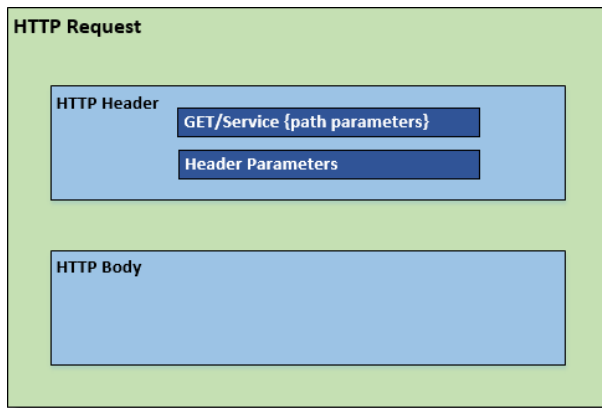 HTTP Request
HTTP Header
GET/Service {path parameters}
Header Parameters
HTTP Body